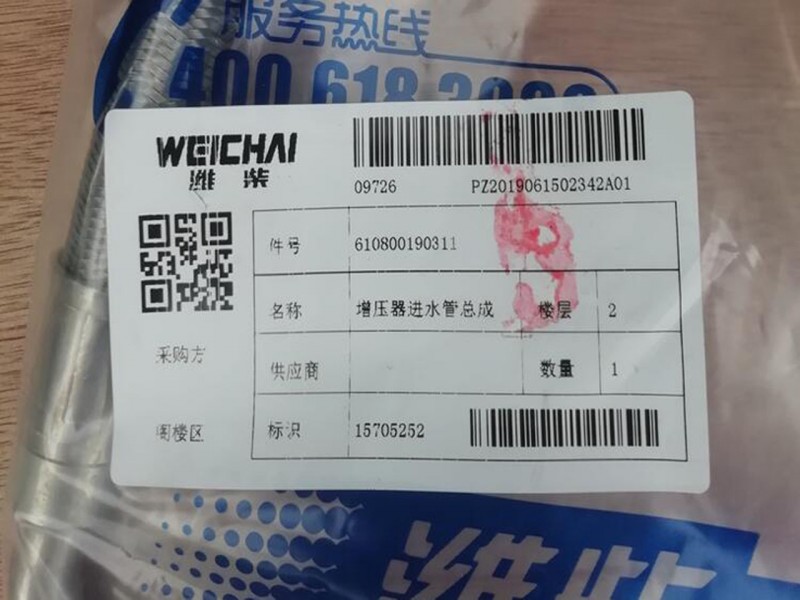 服务热线
WEICHAI
潍柴
09726 PZ2019061502342A01
件号 610800190311
名称 增压器进水管总成 楼层 2
采购方
供应商 数量 1
阁楼区 标识 15705252
潍柴